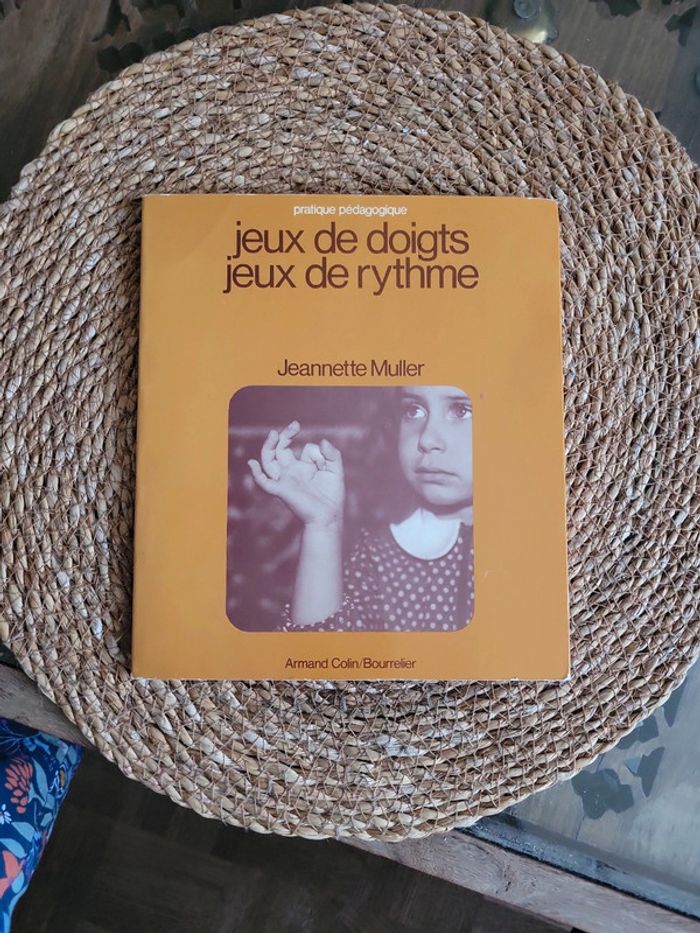 pratique pédagogique
jeux de doigts
jeux de rythme
Jeannette Muller
Armand Colin/Bourrelier